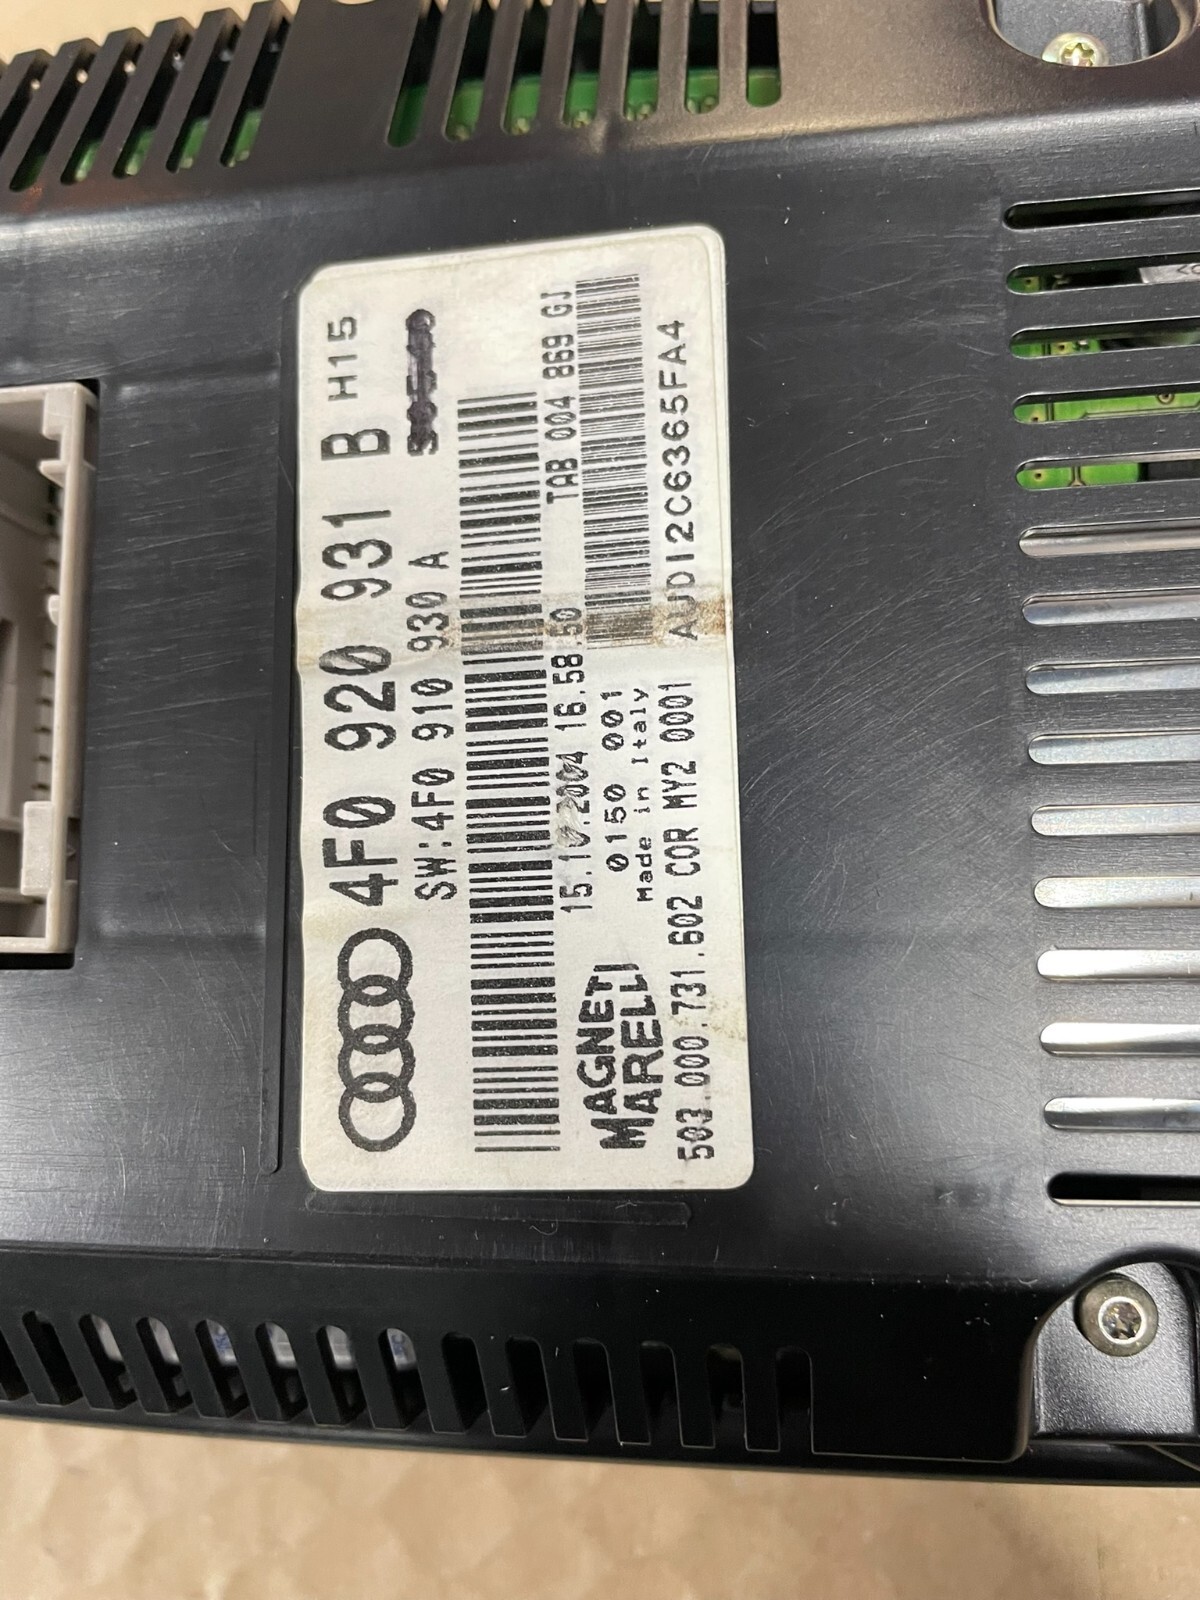 4F0 920 931 B H15
SW:4F0 910 930 A
15.10.2004 16.58.50 TAB 004 869 GJ
MAGNETI
MARELLI
0150 001
Made in Italy
503.000.731.602 COR MY2 0001 AUDI2C6365FA4